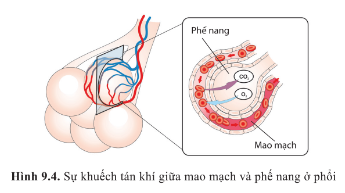 Phế nang
CO₂
O₂
Mao mạch
Hình 9.4. Sự khuếch tán khí giữa mao mạch và phế nang ở phổi